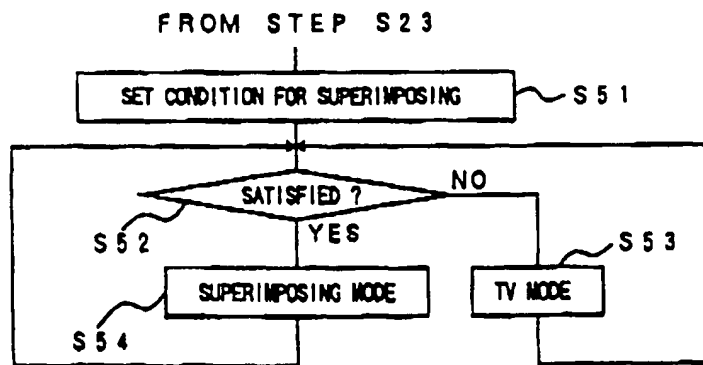 FROM STEP S23
SET CONDITION FOR SUPERIMPOSING
S51
SATISFIED ?
NO
S52
YES
S53
SUPERIMPOSING MODE
TV MODE
S54